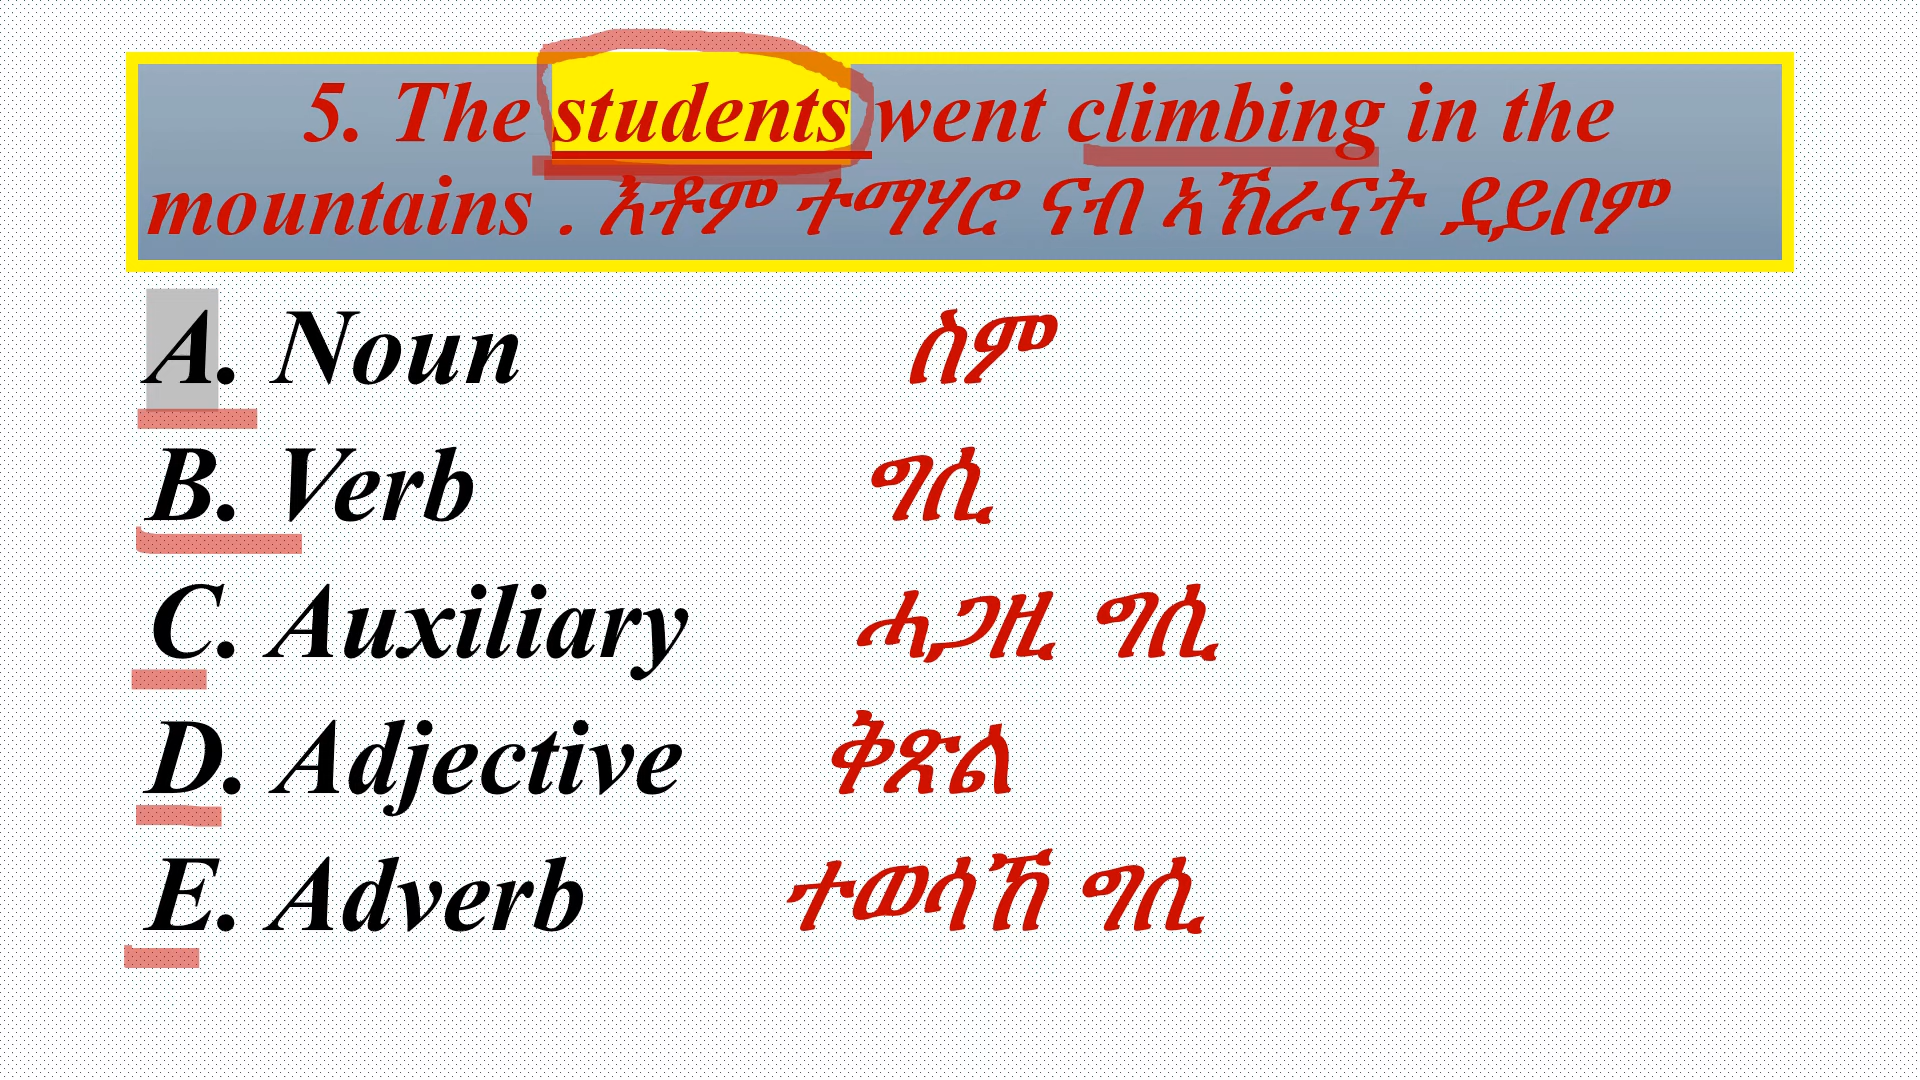 5. The students went climbing in the
mountains . እቶም ተማሃሮ ናብ ኣኽራናት ደይቦም
A. Noun ስም
B. Verb ግሲ
C. Auxiliary ሓጋዚ ግሲ
D. Adjective ቅጽል
E. Adverb ተወሳኽ ግሲ